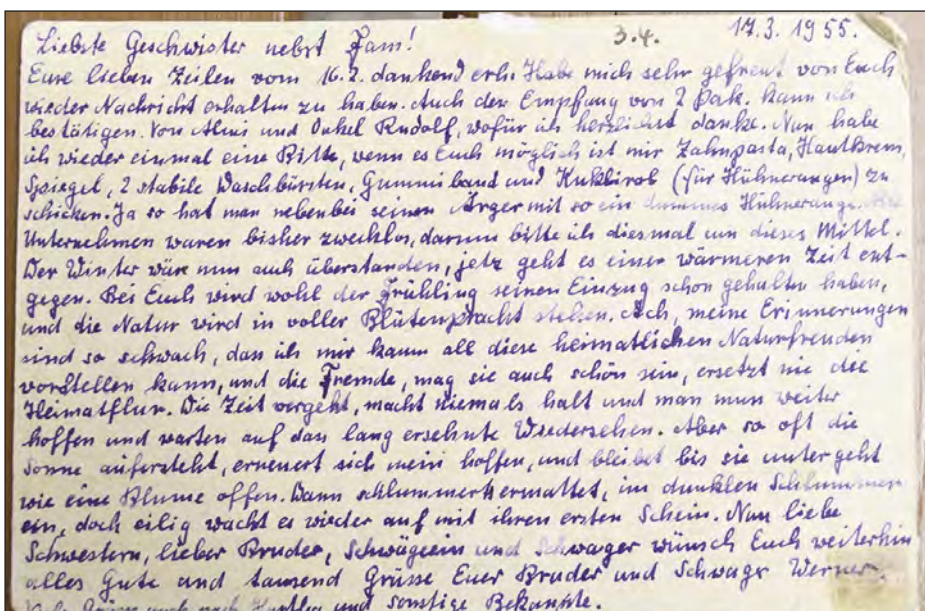 Liebste Geschwister nebst Fam! 3.4. 17.3.1955.
Eure lieben Zeilen vom 16.2. dankend erh. Habe mich sehr gefreut von Euch
wieder Nachricht erhalten zu haben. Auch den Empfang von 2 Pak. kann ich
bestätigen. Von Almi und Onkel Rudolf, wofür ich herzlichst danke. Nun habe
ich wieder einmal eine Bitte, wenn es Euch möglich ist mir Zahnpasta, Hautkrem,
Spiegel, 2 stabile Waschbürsten, Gummiband und Kukbirol (für Hühneraugen) zu
schicken. Ja so hat man nebenbei seinen Ärger mit so ein dummes Hühnerauge.
Unternehmen waren bisher zwecklos, darum bitte ich diesmal um dieses Mittel.
Der Winter wär nun auch überstanden, jetz geht es einer wärmeren Zeit ent-
gegen. Bei Euch wird wohl der Frühling seinen Einzug schon gehalten haben,
und die Natur wird in voller Blütenpracht stehen. Ach, meine Erinnerungen
sind so schwach, das ich mir kaum all diese heimatlichen Naturfreuden
vorstellen kann, und die Fremde, mag sie auch schön sein, ersetzt nie die
Heimatflur. Die Zeit vergeht, macht niemals halt und man mus weiter
hoffen und warten auf das lang ersehnte Wiedersehen. Aber so oft die
Sonne aufersteht, erneuert sich mein hoffen, und bleibet bis sie untergeht
wie eine Blume offen. Dann schlummert ermattet, im dunklen Schlummer
ein, doch eilig wacht es wieder auf mit ihren ersten Schein. Nun liebe
Schwestern, lieber Bruder, Schwägerin und Schwager wünsch Euch weiterhin
alles Gute und tausend Grüsse Euer Bruder und Schwager Werner.
Viele Grüsse auch nach und sonstige Bekannte.